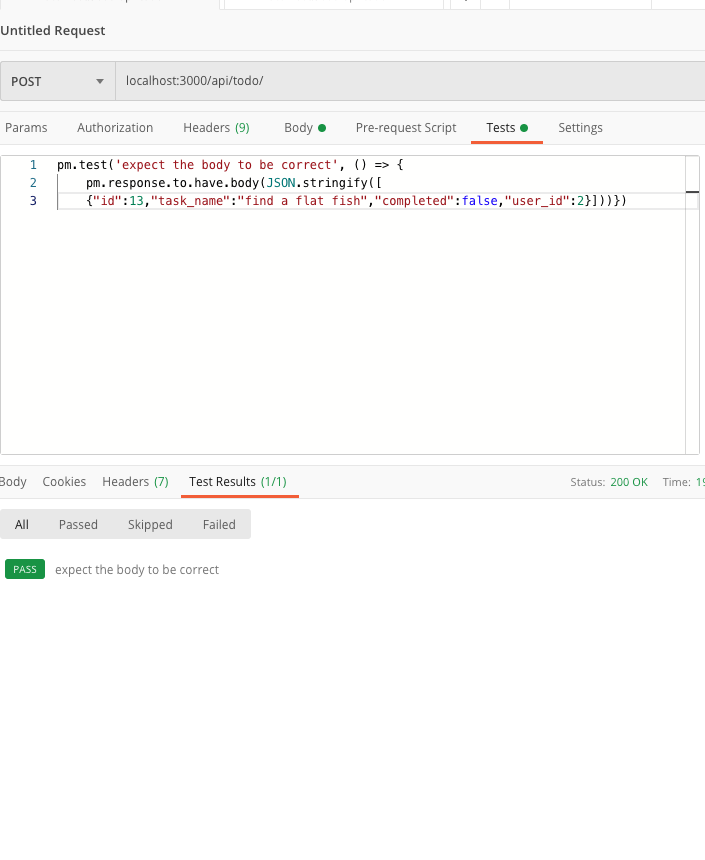 Untitled Request
POST localhost:3000/api/todo/
Params Authorization Headers (9) Body Pre-request Script Tests Settings
1 pm.test('expect the body to be correct', () => {
2 pm.response.to.have.body(JSON.stringify([
3 {"id":13,"task_name":"find a flat fish","completed":false,"user_id":2}]))})
Body Cookies Headers (7) Test Results (1/1) Status: 200 OK Time: 19
All Passed Skipped Failed
PASS expect the body to be correct